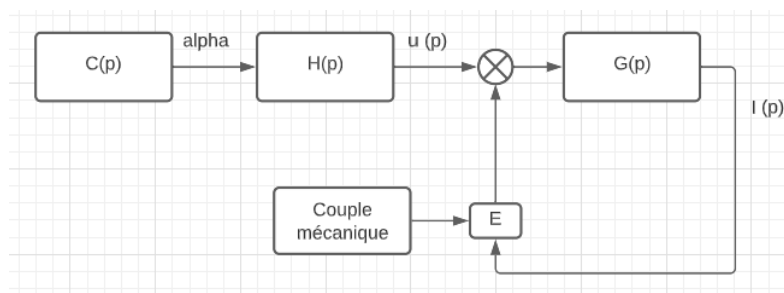 alpha
u (p)
C(p)
H(p)
G(p)
I (p)
Couple
mécanique
E